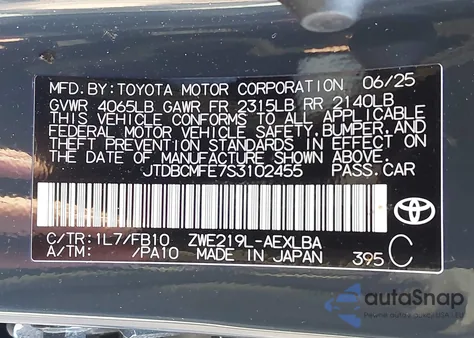 MFD. BY: TOYOTA MOTOR CORPORATION 06/25
GVWR 4065LB GAWR FR 2315LB RR 2140LB
THIS VEHICLE CONFORMS TO ALL APPLICABLE
FEDERAL MOTOR VEHICLE SAFETY, BUMPER, AND
THEFT PREVENTION STANDARDS IN EFFECT ON
THE DATE OF MANUFACTURE SHOWN ABOVE.
JTDBCMFE7S3102455 PASS. CAR
C/TR: 1L7/FB10 ZWE219L-AEXLBA
A/TM: /PA10 MADE IN JAPAN 395 C
autoSnap